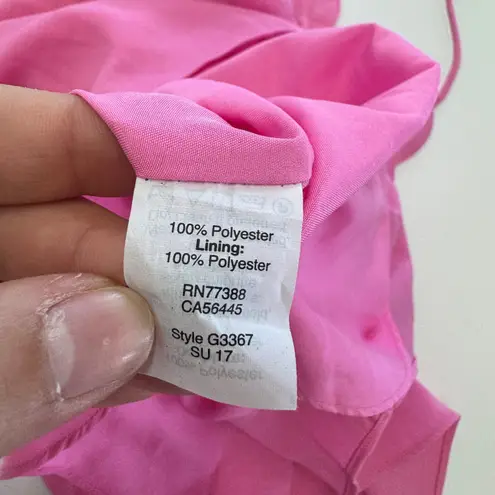 100% Polyester
Lining:
100% Polyester
RN77388
CA56445
Style G3367
SU 17